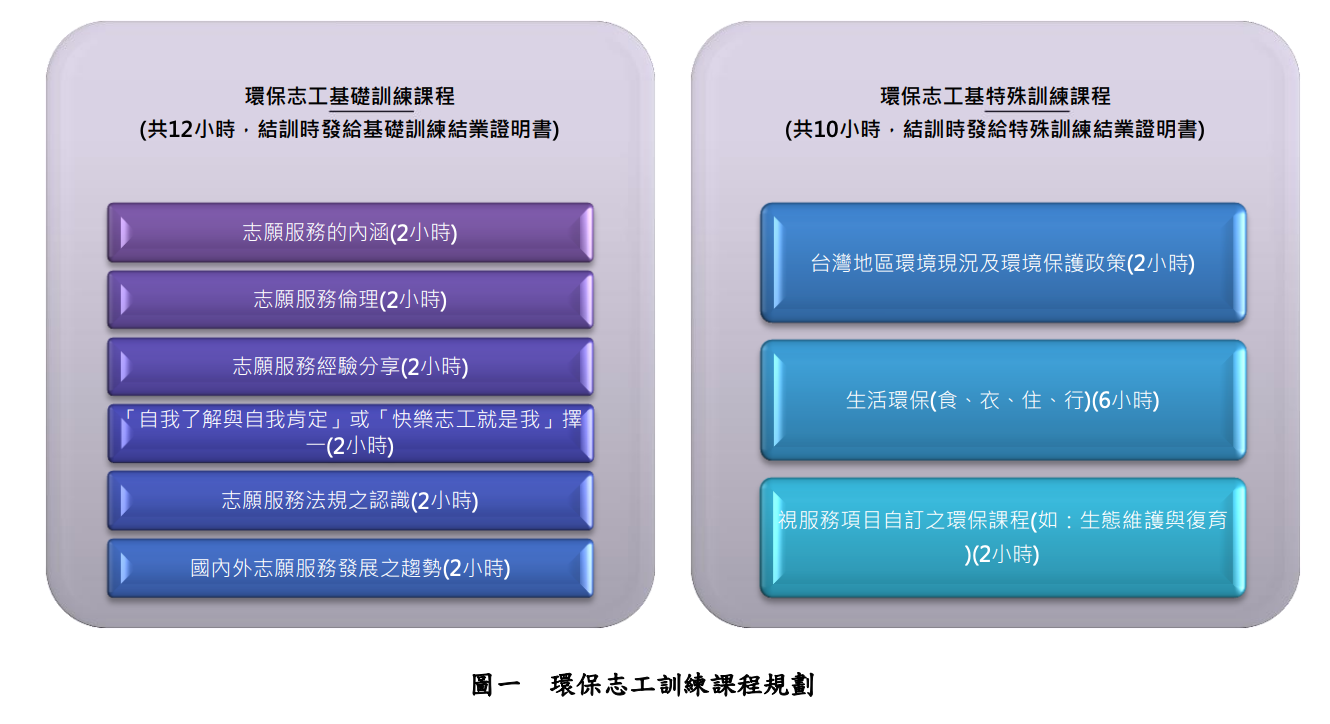 環保志工基礎訓練課程
(共12小時，結訓時發給基礎訓練結業證明書)
志願服務的內涵(2小時)
志願服務倫理(2小時)
志願服務經驗分享(2小時)
「自我了解與自我肯定」或「快樂志工就是我」擇
一(2小時)
志願服務法規之認識(2小時)
國內外志願服務發展之趨勢(2小時)
環保志工基特殊訓練課程
(共10小時，結訓時發給特殊訓練結業證明書)
台灣地區環境現況及環境保護政策(2小時)
生活環保(食、衣、住、行)(6小時)
視服務項目自訂之環保課程(如：生態維護與復育
)(2小時)
圖一　環保志工訓練課程規劃